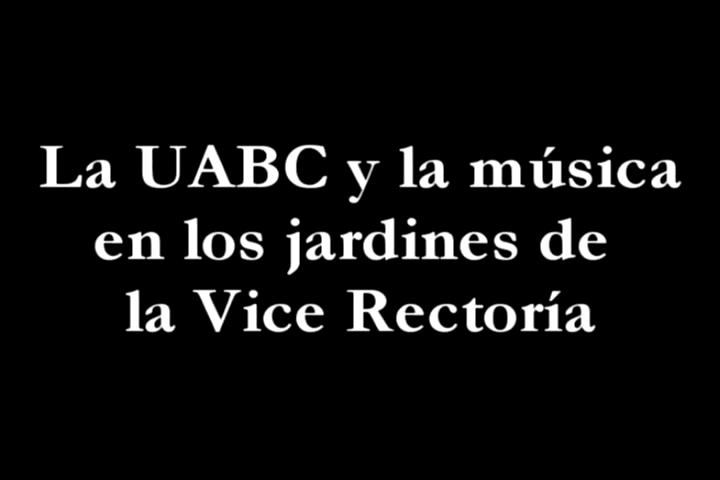 La UABC y la música
en los jardines de
la Vice Rectoría